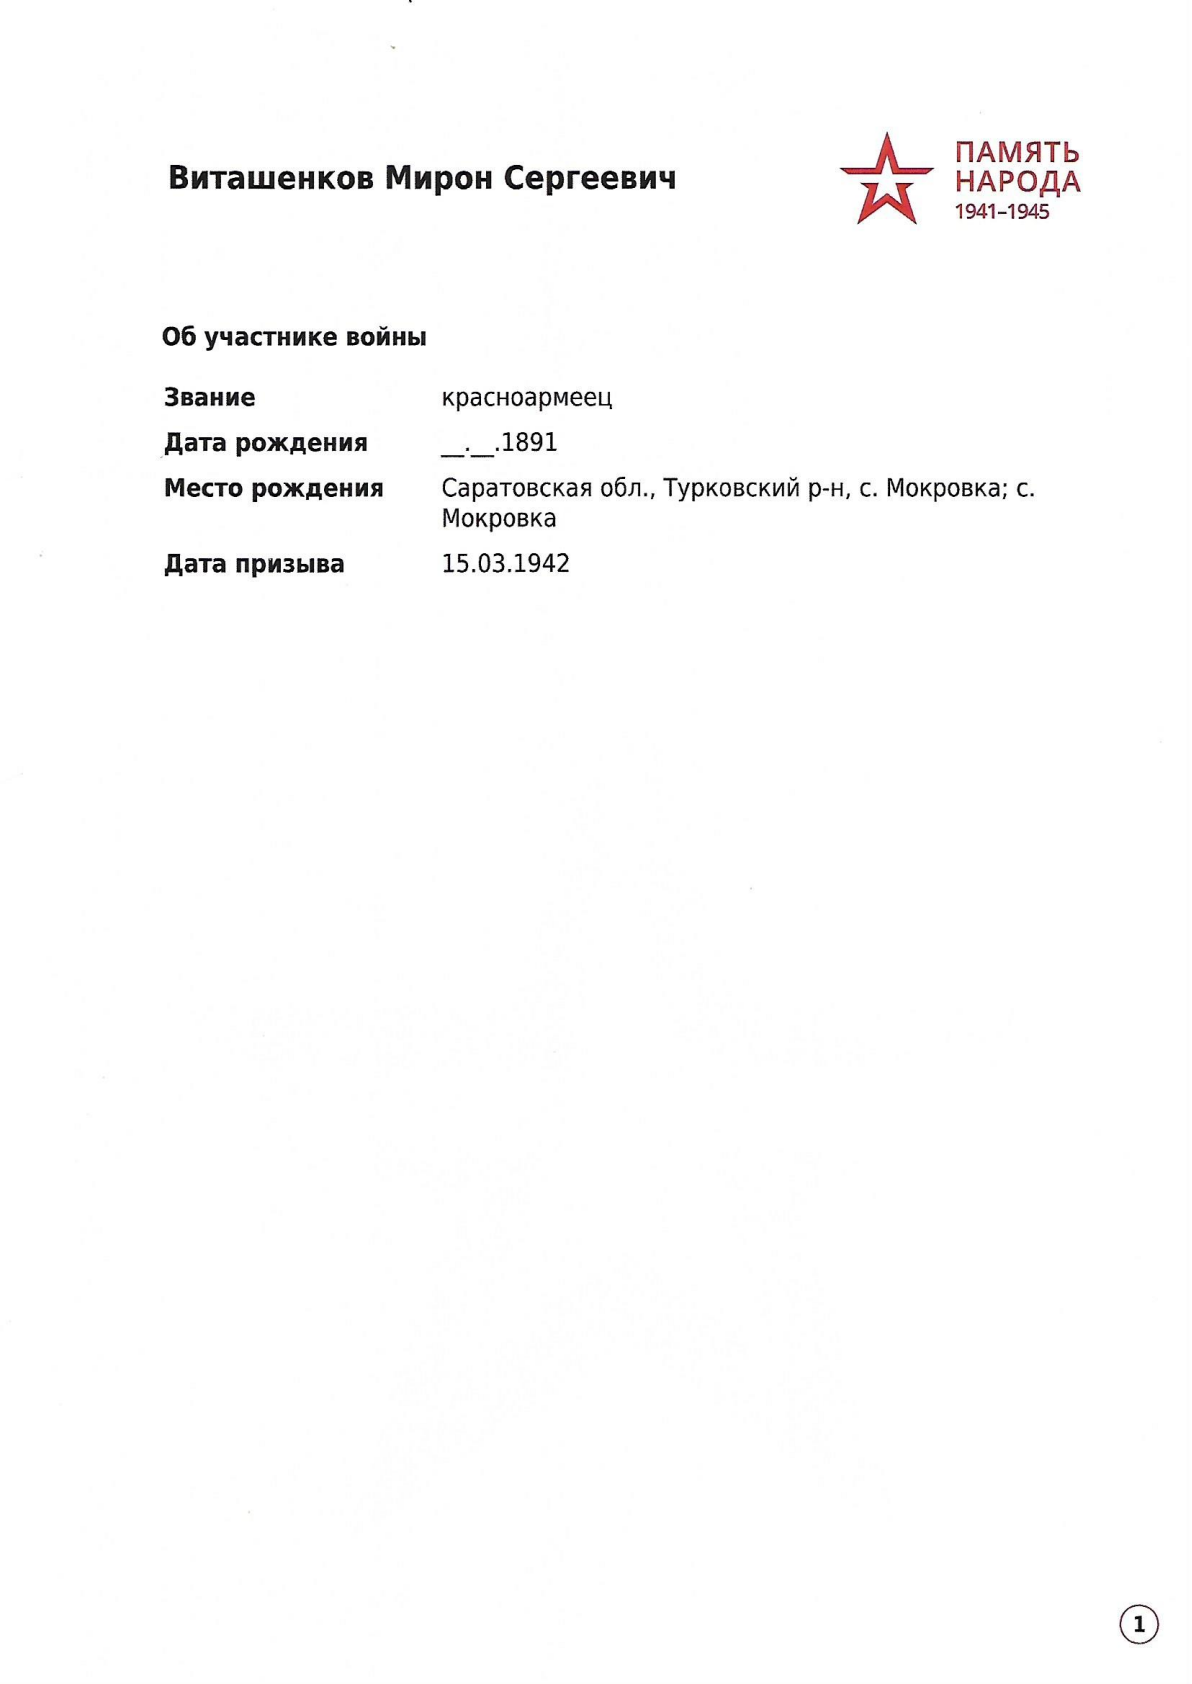 Виташенков Мирон Сергеевич
ПАМЯТЬ
НАРОДА
1941–1945
Об участнике войны
Звание красноармеец
Дата рождения __.__.1891
Место рождения Саратовская обл., Турковский р-н, с. Мокровка; с.
Мокровка
Дата призыва 15.03.1942
1